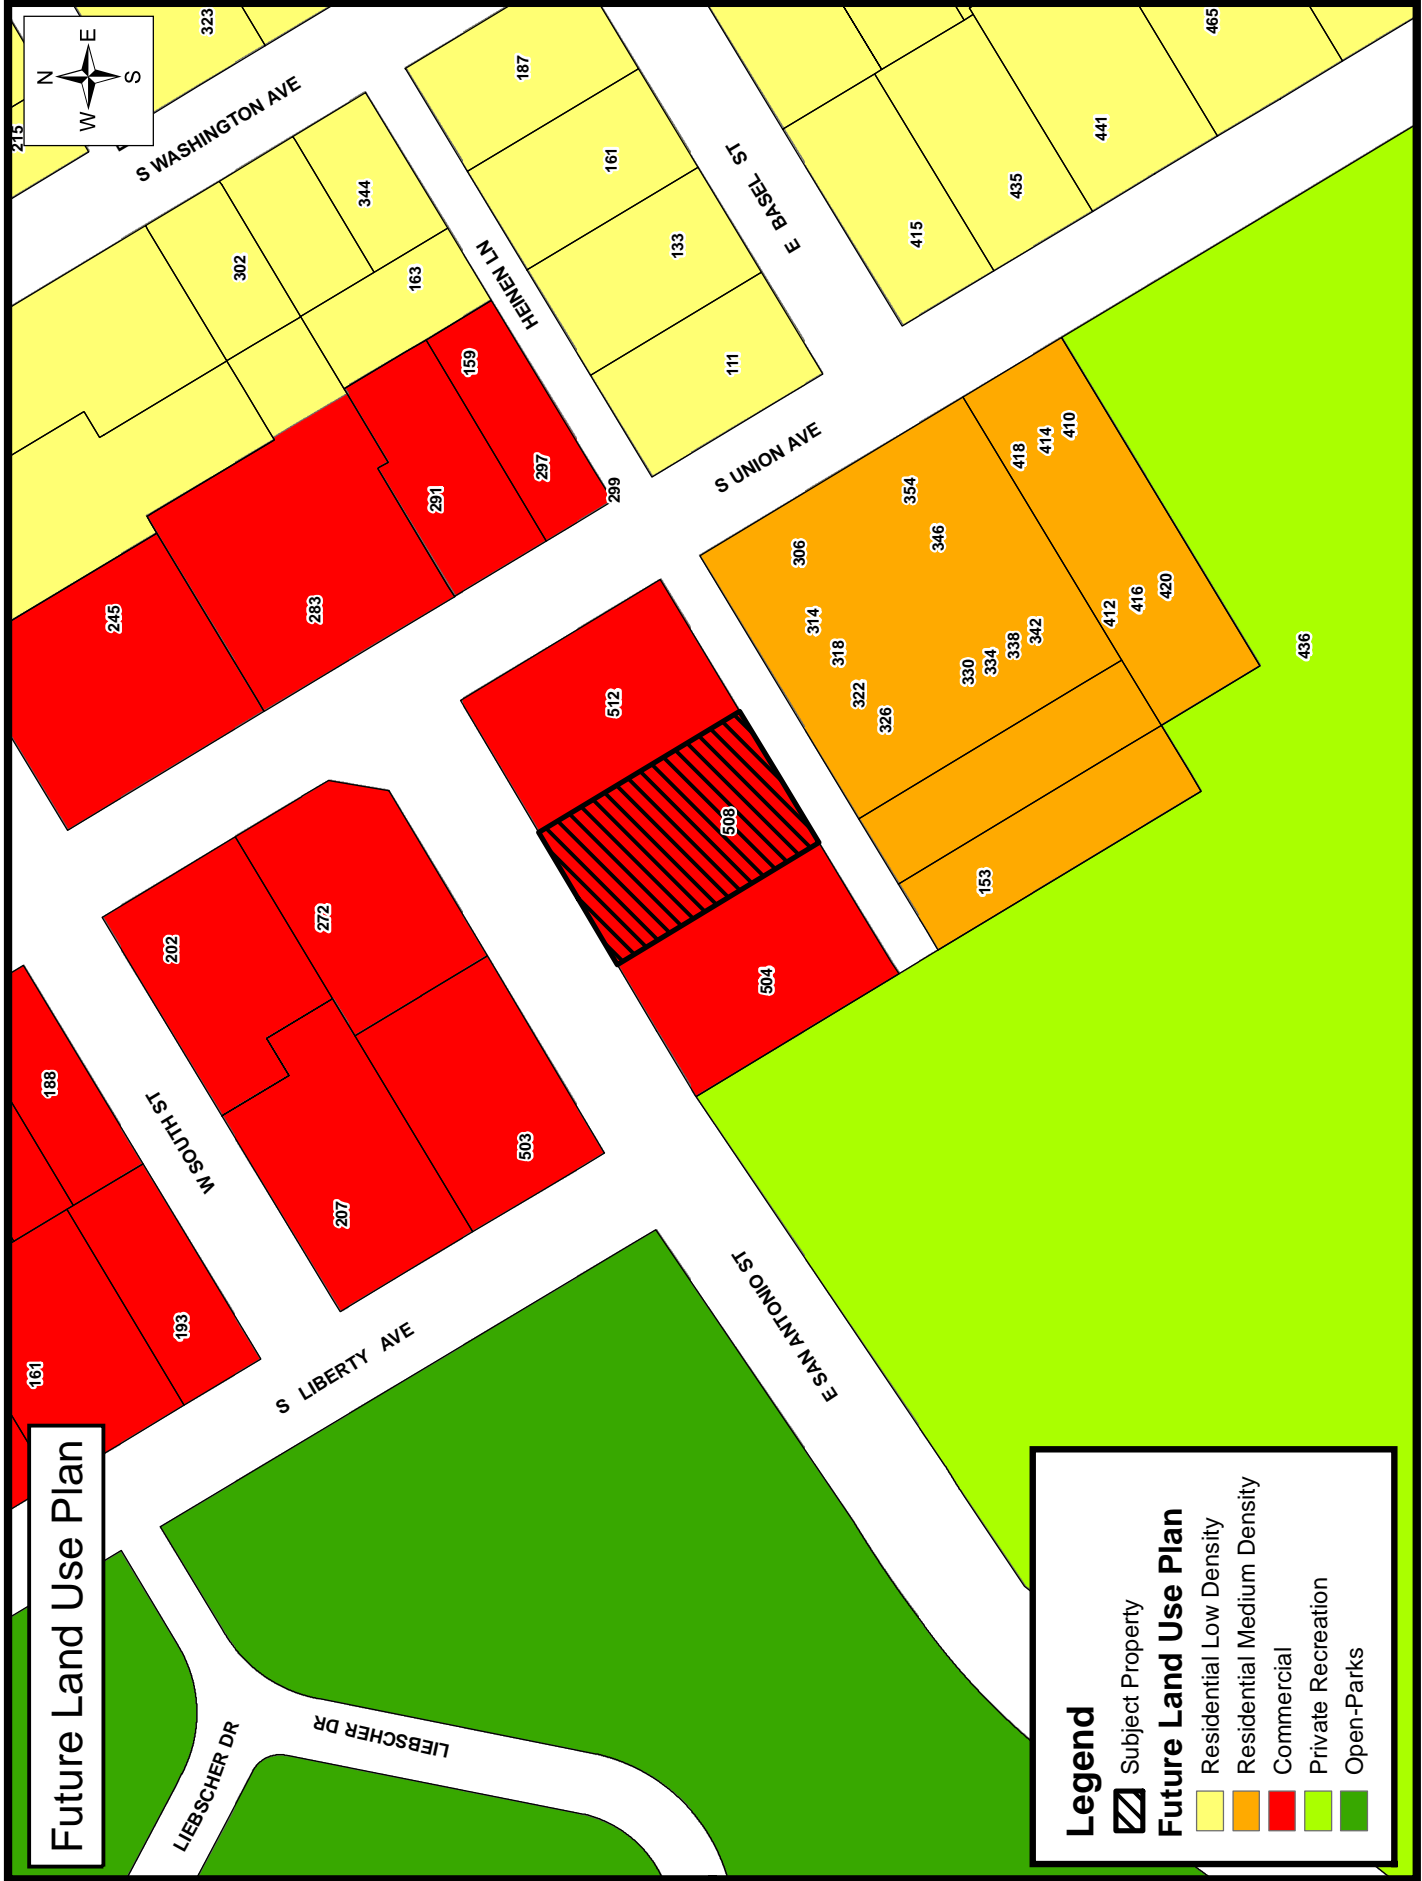 Future Land Use Plan
N
W E
S
215
323
S WASHINGTON AVE
187
344
302
163
161
HEINEN LN
133
E BASEL ST
111
415
435
441
465
159
297
299
291
283
245
S UNION AVE
306
354
346
314
318
322
326
330
334
338
342
418
414
410
412
416
420
436
153
512
508
504
202
272
207
503
188
W SOUTH ST
193
161
S LIBERTY AVE
E SAN ANTONIO ST
LIEBSCHER DR
LIEBSCHER DR
Legend
Subject Property
Future Land Use Plan
Residential Low Density
Residential Medium Density
Commercial
Private Recreation
Open-Parks